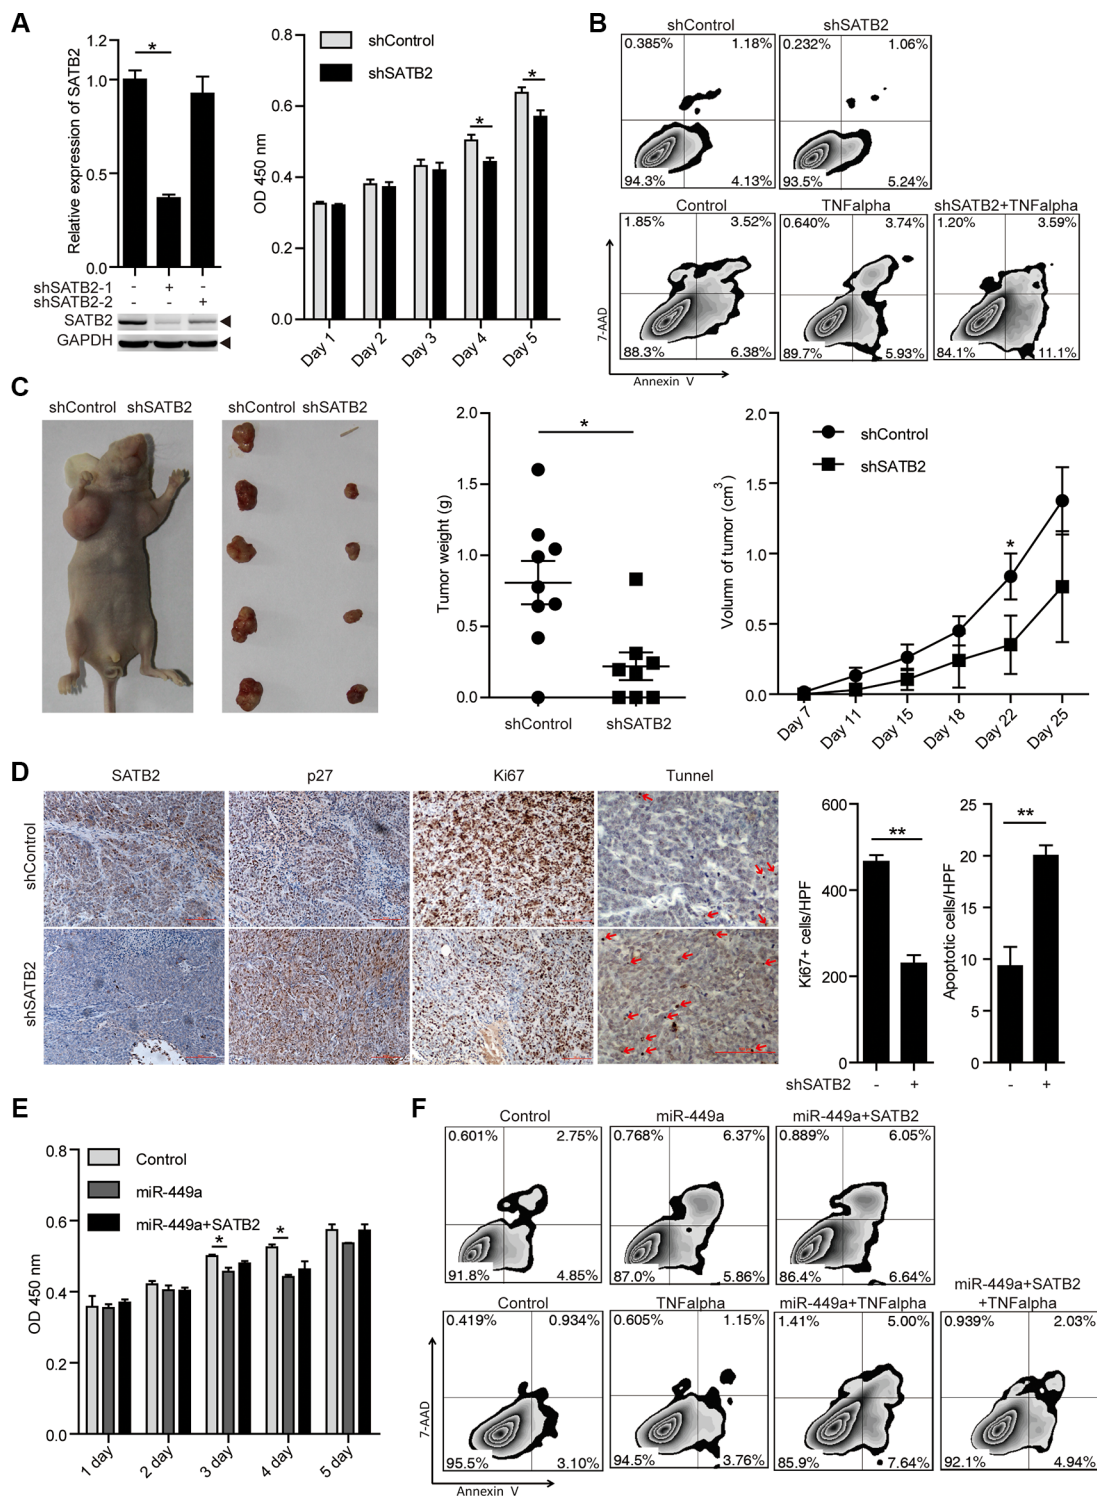 A
1.2
1.0
0.5
0.0
Relative expression of SATB2
*
shSATB2-1 - + -
shSATB2-2 - - +
SATB2
GAPDH
0.8
0.6
0.4
0.2
0.0
OD 450 nm
shControl
shSATB2
*
*
Day 1
Day 2
Day 3
Day 4
Day 5
B
shControl
shSATB2
0.385% 1.18%
94.3% 4.13%
0.232% 1.06%
93.5% 5.24%
Control
TNFalpha
shSATB2+TNFalpha
1.85% 3.52%
88.3% 6.38%
0.640% 3.74%
89.7% 5.93%
1.20% 3.59%
84.1% 11.1%
7-AAD
Annexin V
C
shControl shSATB2
shControl shSATB2
2.0
1.5
1.0
0.5
0.0
Tumor weight (g)
*
shControl
shSATB2
2.0
1.5
1.0
0.5
0.0
Volumn of tumor (cm3)
shControl
shSATB2
*
Day 7
Day 11
Day 15
Day 18
Day 22
Day 25
D
SATB2
p27
Ki67
Tunnel
shControl
shSATB2
600
400
200
0
Ki67+ cells/HPF
**
25
20
15
10
5
0
Apoptotic cells/HPF
**
shSATB2 - + - +
E
0.8
0.6
0.4
0.2
0.0
OD 450 nm
Control
miR-449a
miR-449a+SATB2
*
*
1 day
2 day
3 day
4 day
5 day
F
Control
miR-449a
miR-449a+SATB2
0.601% 2.75%
91.8% 4.85%
0.768% 6.37%
87.0% 5.86%
0.889% 6.05%
86.4% 6.64%
Control
TNFalpha
miR-449a+TNFalpha
miR-449a+SATB2
+TNFalpha
0.419% 0.934%
95.5% 3.10%
0.605% 1.15%
94.5% 3.76%
1.41% 5.00%
85.9% 7.64%
0.939% 2.03%
92.1% 4.94%
7-AAD
Annexin V